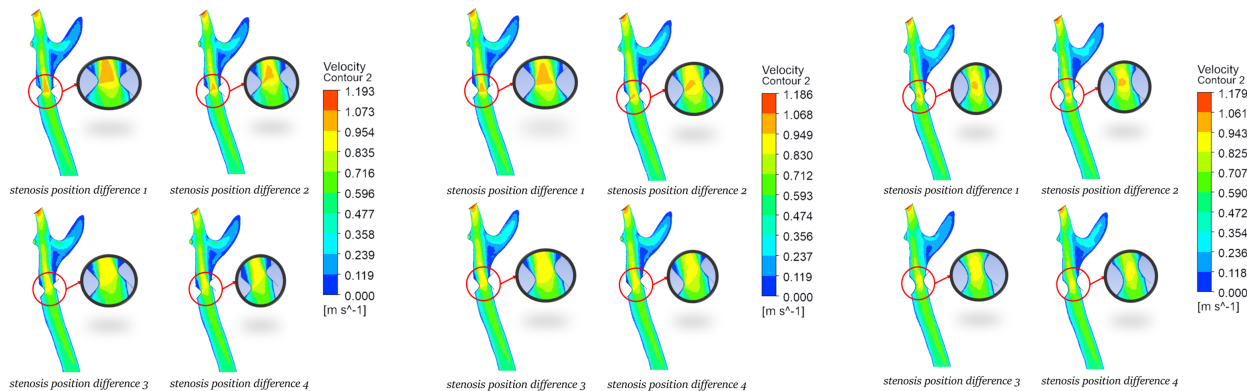 Velocity
Contour 2
1.193
1.073
0.954
0.835
0.716
0.596
0.477
0.358
0.239
0.119
0.000
[m s^-1]
stenosis position difference 1
stenosis position difference 2
stenosis position difference 3
stenosis position difference 4
Velocity
Contour 2
1.186
1.068
0.949
0.830
0.712
0.593
0.474
0.356
0.237
0.119
0.000
[m s^-1]
stenosis position difference 1
stenosis position difference 2
stenosis position difference 3
stenosis position difference 4
Velocity
Contour 2
1.179
1.061
0.943
0.825
0.707
0.590
0.472
0.354
0.236
0.118
0.000
[m s^-1]
stenosis position difference 1
stenosis position difference 2
stenosis position difference 3
stenosis position difference 4